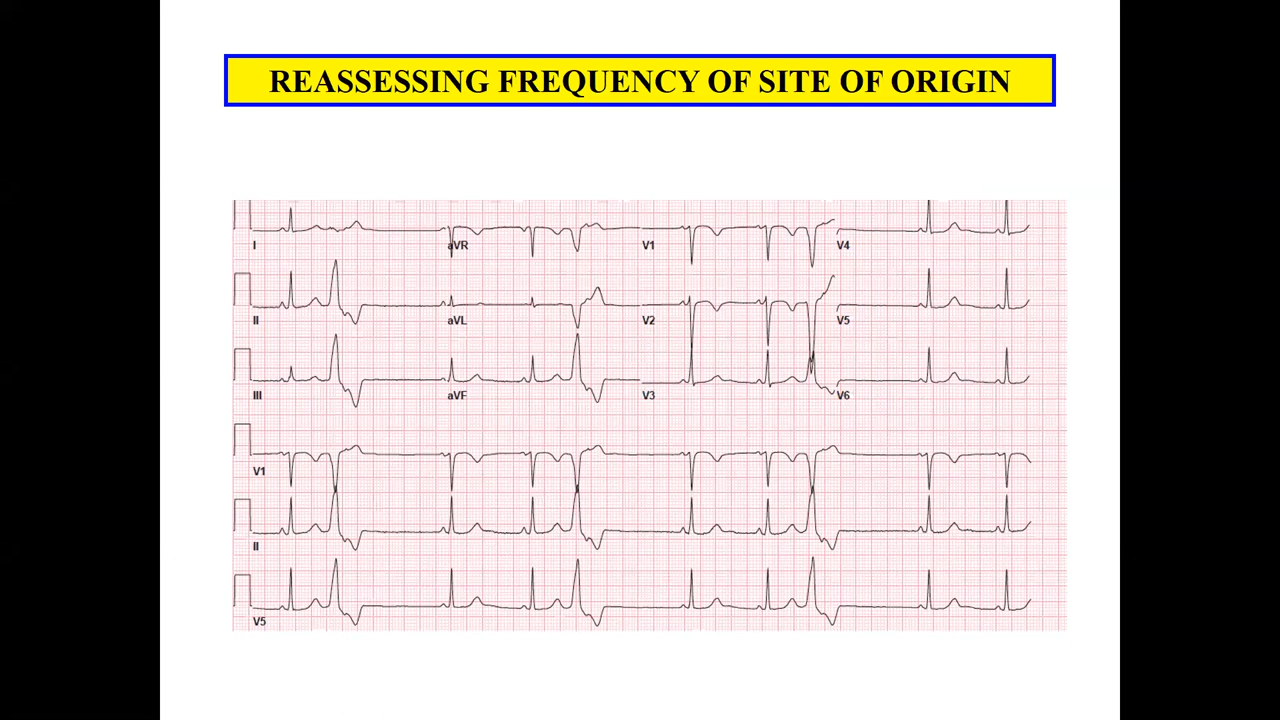 REASSESSING FREQUENCY OF SITE OF ORIGIN
I aVR V1 V4
II aVL V2 V5
III aVF V3 V6
V1
II
V5